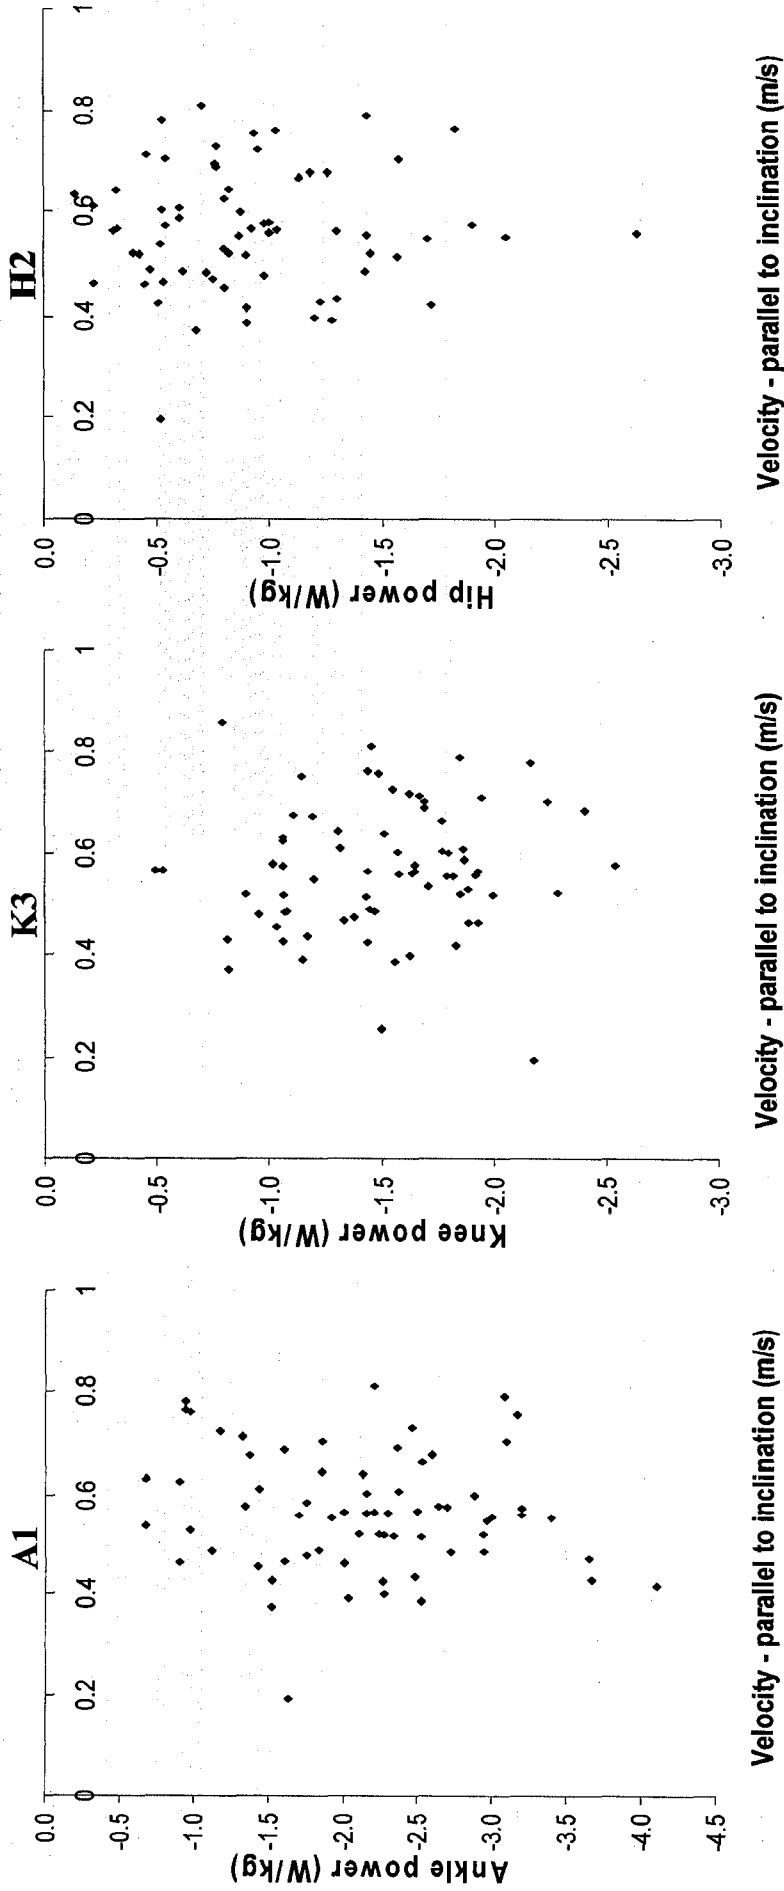 A1
Ankle power (W/kg)
0.0
-0.5
-1.0
-1.5
-2.0
-2.5
-3.0
-3.5
-4.0
-4.5
0 0.2 0.4 0.6 0.8 1
Velocity - parallel to inclination (m/s)
K3
Knee power (W/kg)
0.0
-0.5
-1.0
-1.5
-2.0
-2.5
-3.0
0 0.2 0.4 0.6 0.8 1
Velocity - parallel to inclination (m/s)
H2
Hip power (W/kg)
0.0
-0.5
-1.0
-1.5
-2.0
-2.5
-3.0
0 0.2 0.4 0.6 0.8 1
Velocity - parallel to inclination (m/s)